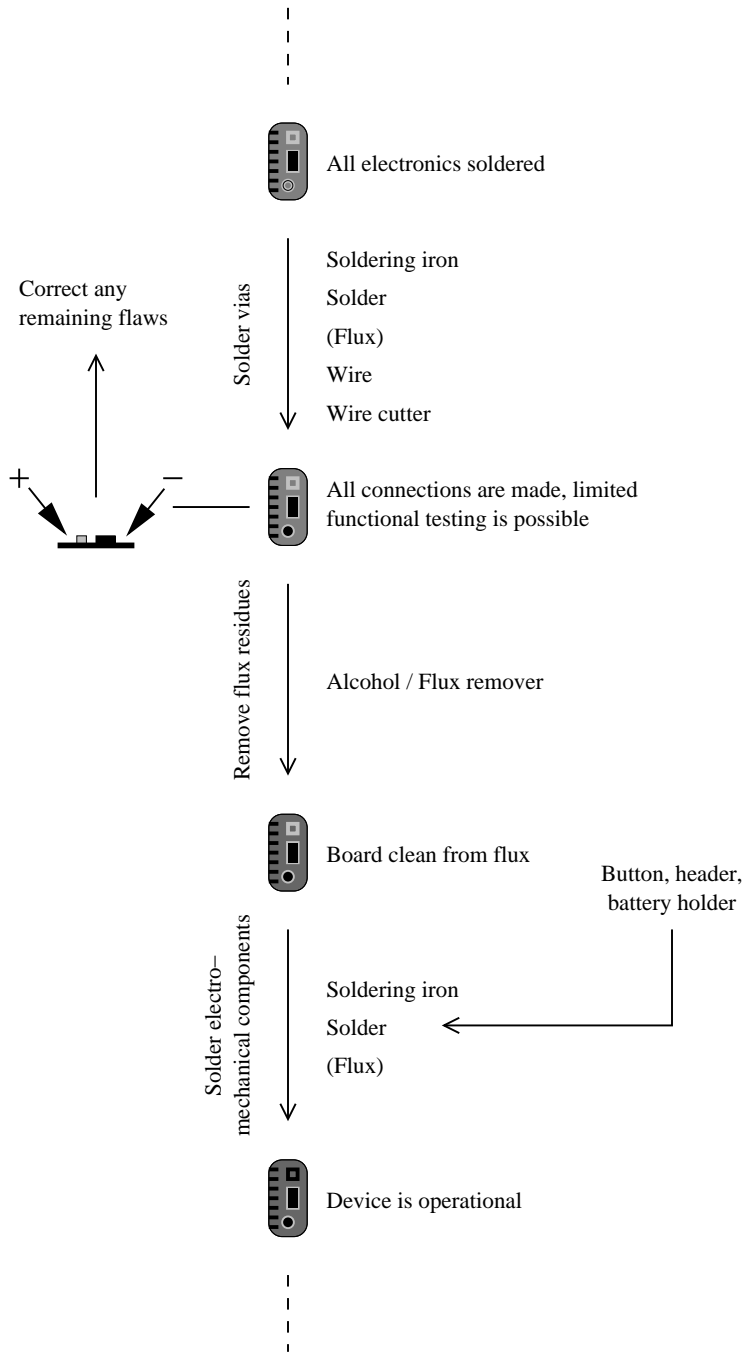 All electronics soldered
Solder vias
Soldering iron
Solder
(Flux)
Wire
Wire cutter
Correct any
remaining flaws
+
−
All connections are made, limited
functional testing is possible
Remove flux residues
Alcohol / Flux remover
Board clean from flux
Button, header,
battery holder
Solder electro−
mechanical components
Soldering iron
Solder
(Flux)
Device is operational